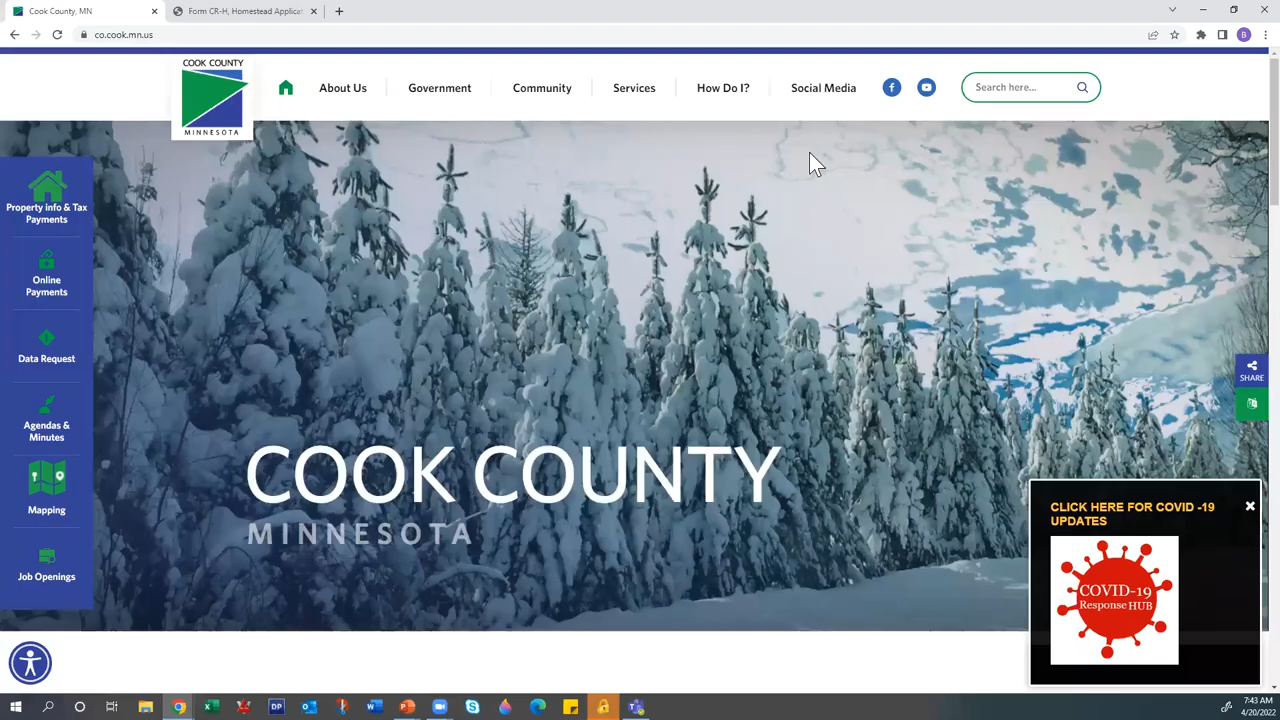 Cook County, MN
Form CR-H, Homestead Applicat
co.cook.mn.us
B
COOK COUNTY
MINNESOTA
About Us
Government
Community
Services
How Do I?
Social Media
Search here...
Property info & Tax
Payments
Online
Payments
Data Request
Agendas &
Minutes
Mapping
Job Openings
COOK COUNTY
MINNESOTA
SHARE
CLICK HERE FOR COVID -19
UPDATES
COVID-19
Response HUB
DP
7:43 AM
4/20/2022